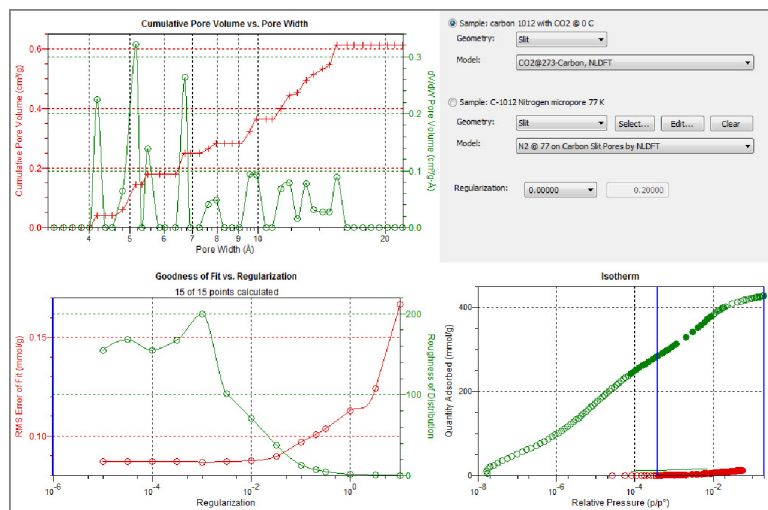 Cumulative Pore Volume vs. Pore Width
Cumulative Pore Volume (cm³/g)
0.6
0.4
0.2
0.0
0.3
0.2
0.1
0.0
dV/dW Pore Volume (cm³/g·Å)
4 5 6 7 8 9 10 20
Pore Width (Å)
Sample: carbon 1012 with CO2 @ 0 C
Geometry: Slit
Model:
CO2@273-Carbon, NLDFT
Sample: C-1012 Nitrogen micropore 77 K
Geometry: Slit Select... Edit... Clear
Model:
N2 @ 77 on Carbon Slit Pores by NLDFT
Regularization: 0.00000 0.20000
Goodness of Fit vs. Regularization
15 of 15 points calculated
RMS Error of Fit (mmol/g)
0.15
0.10
200
100
0
Roughness of Distribution
10⁻⁶ 10⁻⁴ 10⁻² 10⁰
Regularization
Isotherm
Quantity Adsorbed (mmol/g)
400
200
0
10⁻⁸ 10⁻⁶ 10⁻⁴ 10⁻²
Relative Pressure (p/p°)